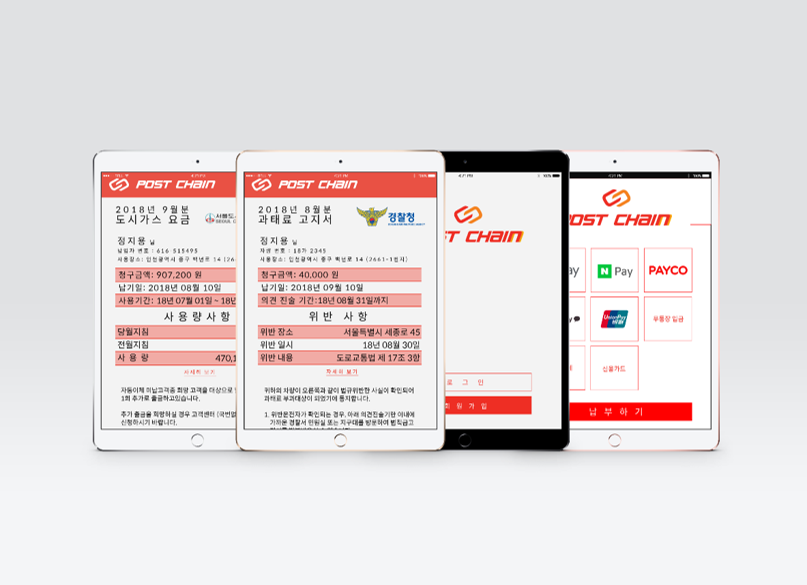 POST CHAIN
2018년 9월분
도시가스 요금
서울도
SEOUL C
정지용 님
납입자 번호 : 616 515495
사용장소: 인천광역시 중구 백년로 14 (266
청구금액: 907,200 원
납기일: 2018년 08월 10일
사용기간: 18년 07월 01일 ~ 18년
사용량사항
당월지침
전월지침
사 용 량 470,1
자세히 보기
자동이체 미납고객중 희망 고객을 대상으로 
1회 추가로 출금하고있습니다.
추가 출금을 희망하실 경우 고객센터 (국번없
신청하시기 바랍니다.
POST CHAIN
2018년 8월분
과태료 고지서
경찰청
정지용 님
차량 번호 : 18가 2345
사용장소: 인천광역시 중구 백년로 14 (2661-1번지)
청구금액: 40,000 원
납기일: 2018년 09월 10일
의견 진술 기간:18년 08월 31일까지
위반 사항
위반 장소 서울특별시 세종로 45
위반 일시 18년 08월 30일
위반 내용 도로교통법 제 17조 3항
자세히 보기
귀하의 차량이 오른쪽과 같이 법규위반한 사실이 확인되어
과태료 부과대상이 되었기에 통지합니다.
1. 위반운전자가 확인되는 경우, 아래 의견진술기한 이내에
가까운 경찰서 민원실 또는 지구대를 방문하여 범칙금고
4:21 PM
ST CHAIN
로 그 인
회 원 가 입
4:21 PM
POST CHAIN
ay
N Pay
PAYCO
y
UnionPay
银联
무통장 입금
신용카드
납 부 하 기